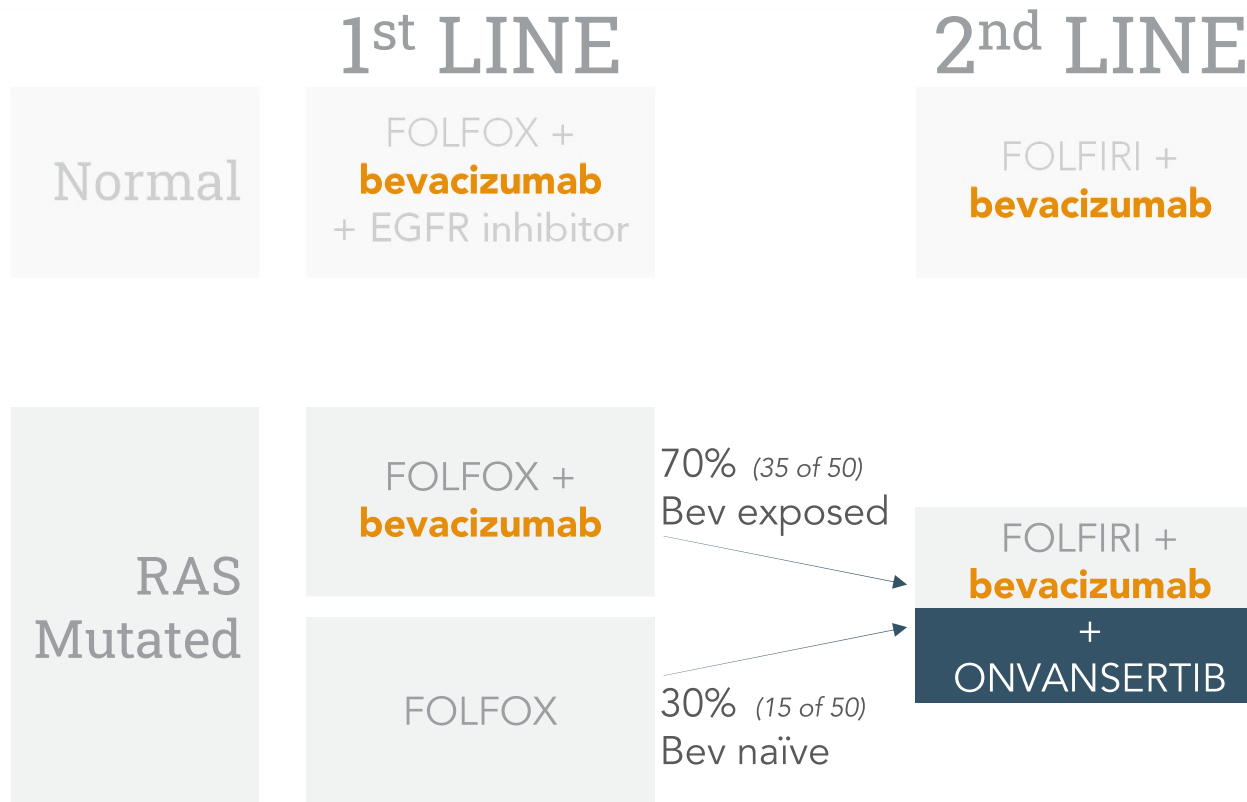 1st LINE
2nd LINE
Normal
FOLFOX +
bevacizumab
+ EGFR inhibitor
FOLFIRI +
bevacizumab
RAS
Mutated
FOLFOX +
bevacizumab
70% (35 of 50)
Bev exposed
FOLFOX
30% (15 of 50)
Bev naïve
FOLFIRI +
bevacizumab
+
ONVANSERTIB